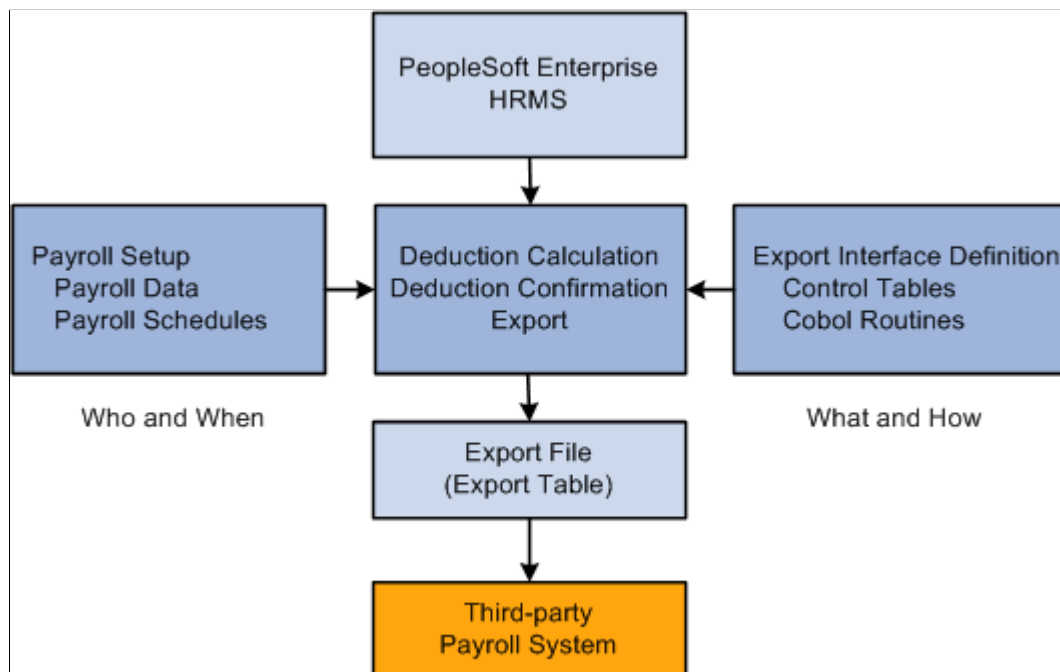 PeopleSoft Enterprise
HRMS
Payroll Setup
Payroll Data
Payroll Schedules
Deduction Calculation
Deduction Confirmation
Export
Export Interface Definition
Control Tables
Cobol Routines
Who and When
What and How
Export File
(Export Table)
Third-party
Payroll System